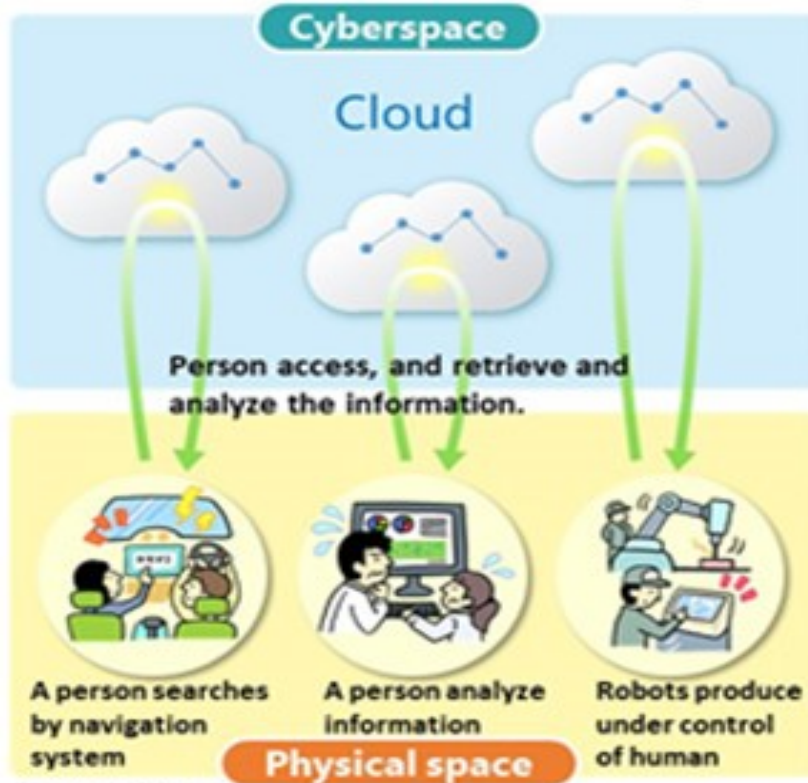 Cyberspace
Cloud
Person access, and retrieve and
analyze the information.
A person searches
by navigation
system
A person analyze
information
Robots produce
under control
of human
Physical space